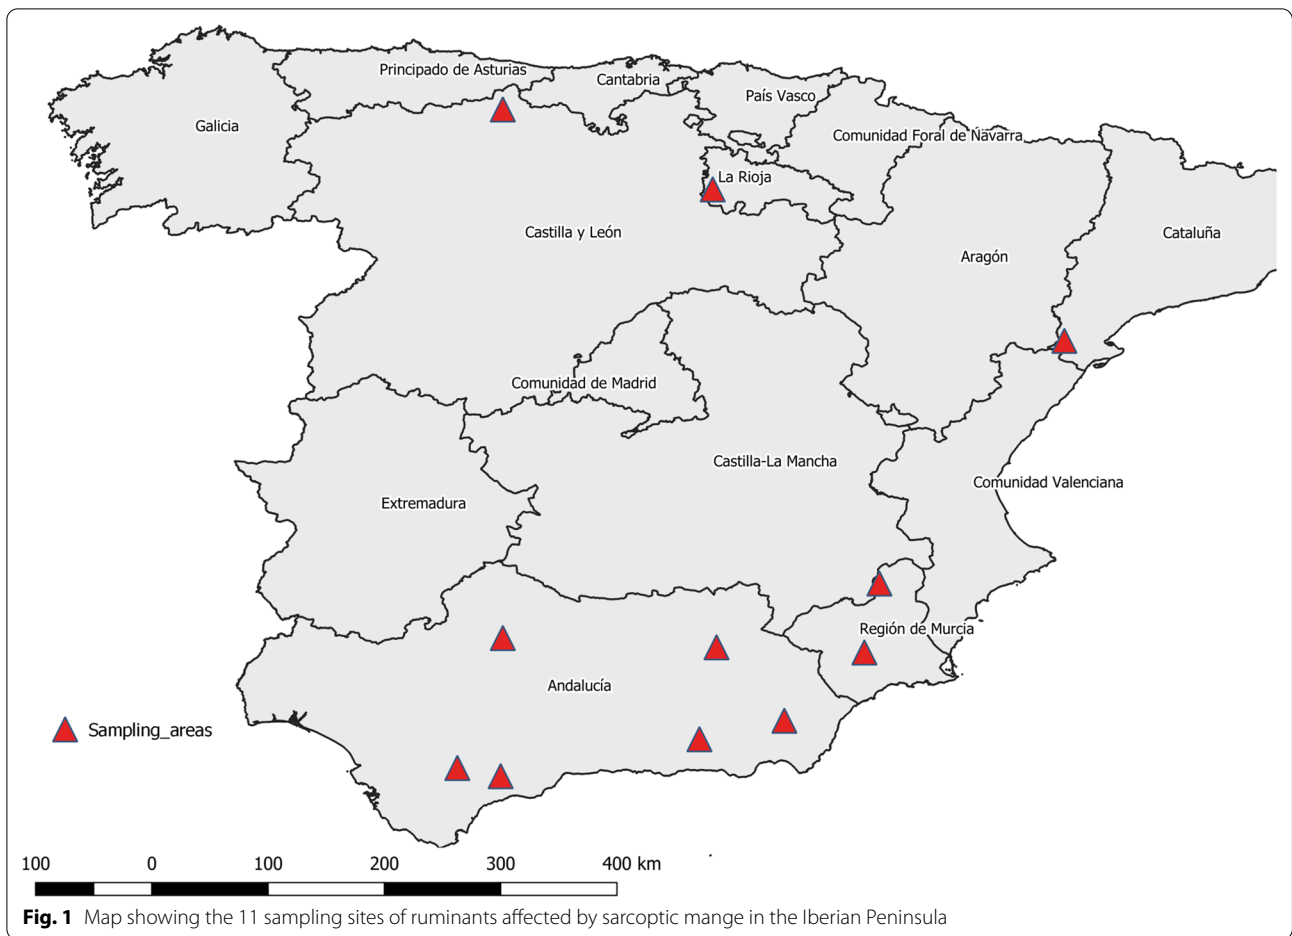 Principado de Asturias
Cantabria
País Vasco
Galicia
Comunidad Foral de Navarra
La Rioja
Castilla y León
Cataluña
Aragón
Comunidad de Madrid
Castilla-La Mancha
Comunidad Valenciana
Extremadura
Región de Murcia
Andalucía
Sampling_areas
100 0 100 200 300 400 km
Fig. 1 Map showing the 11 sampling sites of ruminants affected by sarcoptic mange in the Iberian Peninsula